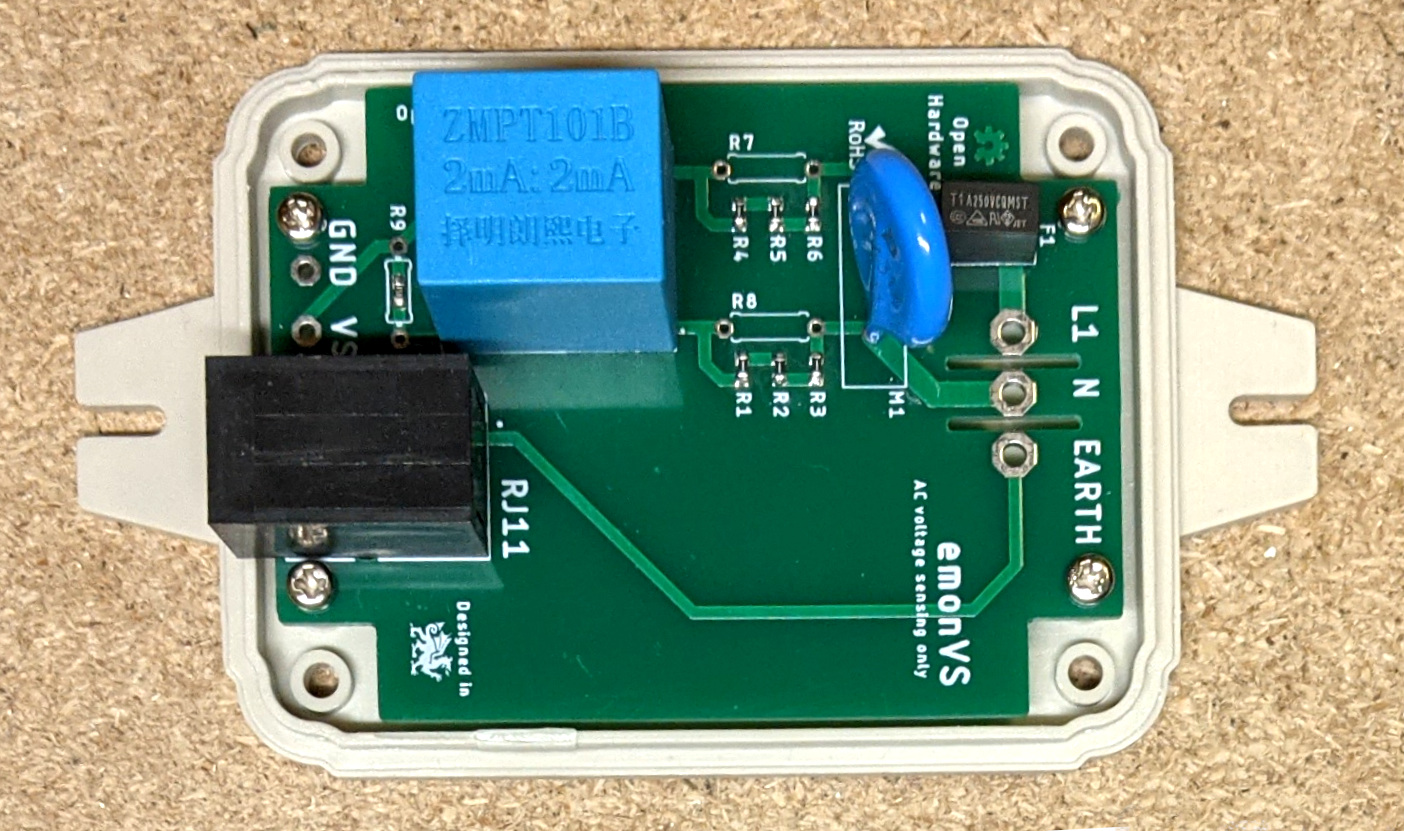 ZMPT101B
2mA:2mA
择明朗熙电子
R7
R4
R5
R6
R8
R1
R2
R3
R9
GND
RJ11
M1
F1
T1A250VCQMST
Open
Hardware
L1
N
EARTH
emonVS
AC voltage sensing only
Designed in